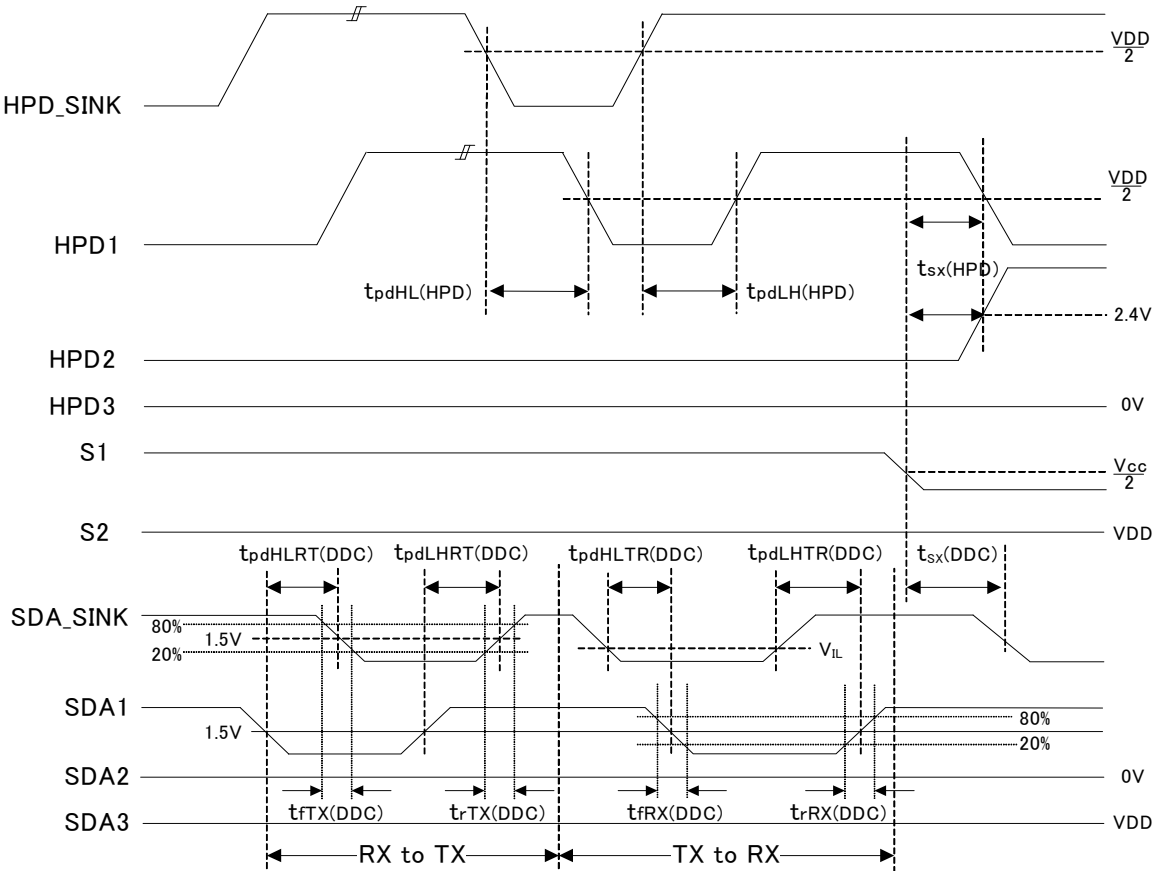 VDD
2
HPD_SINK
VDD
2
HPD1
tsx(HPD)
tpdHL(HPD)
tpdLH(HPD)
2.4V
HPD2
HPD3
0V
S1
Vcc
2
S2
VDD
tpdHLRT(DDC)
tpdLHRT(DDC)
tpdHLTR(DDC)
tpdLHTR(DDC)
tsx(DDC)
SDA_SINK
80%
1.5V
20%
VIL
SDA1
80%
1.5V
20%
SDA2
0V
tfTX(DDC)
trTX(DDC)
tfRX(DDC)
trRX(DDC)
SDA3
VDD
RX to TX
TX to RX